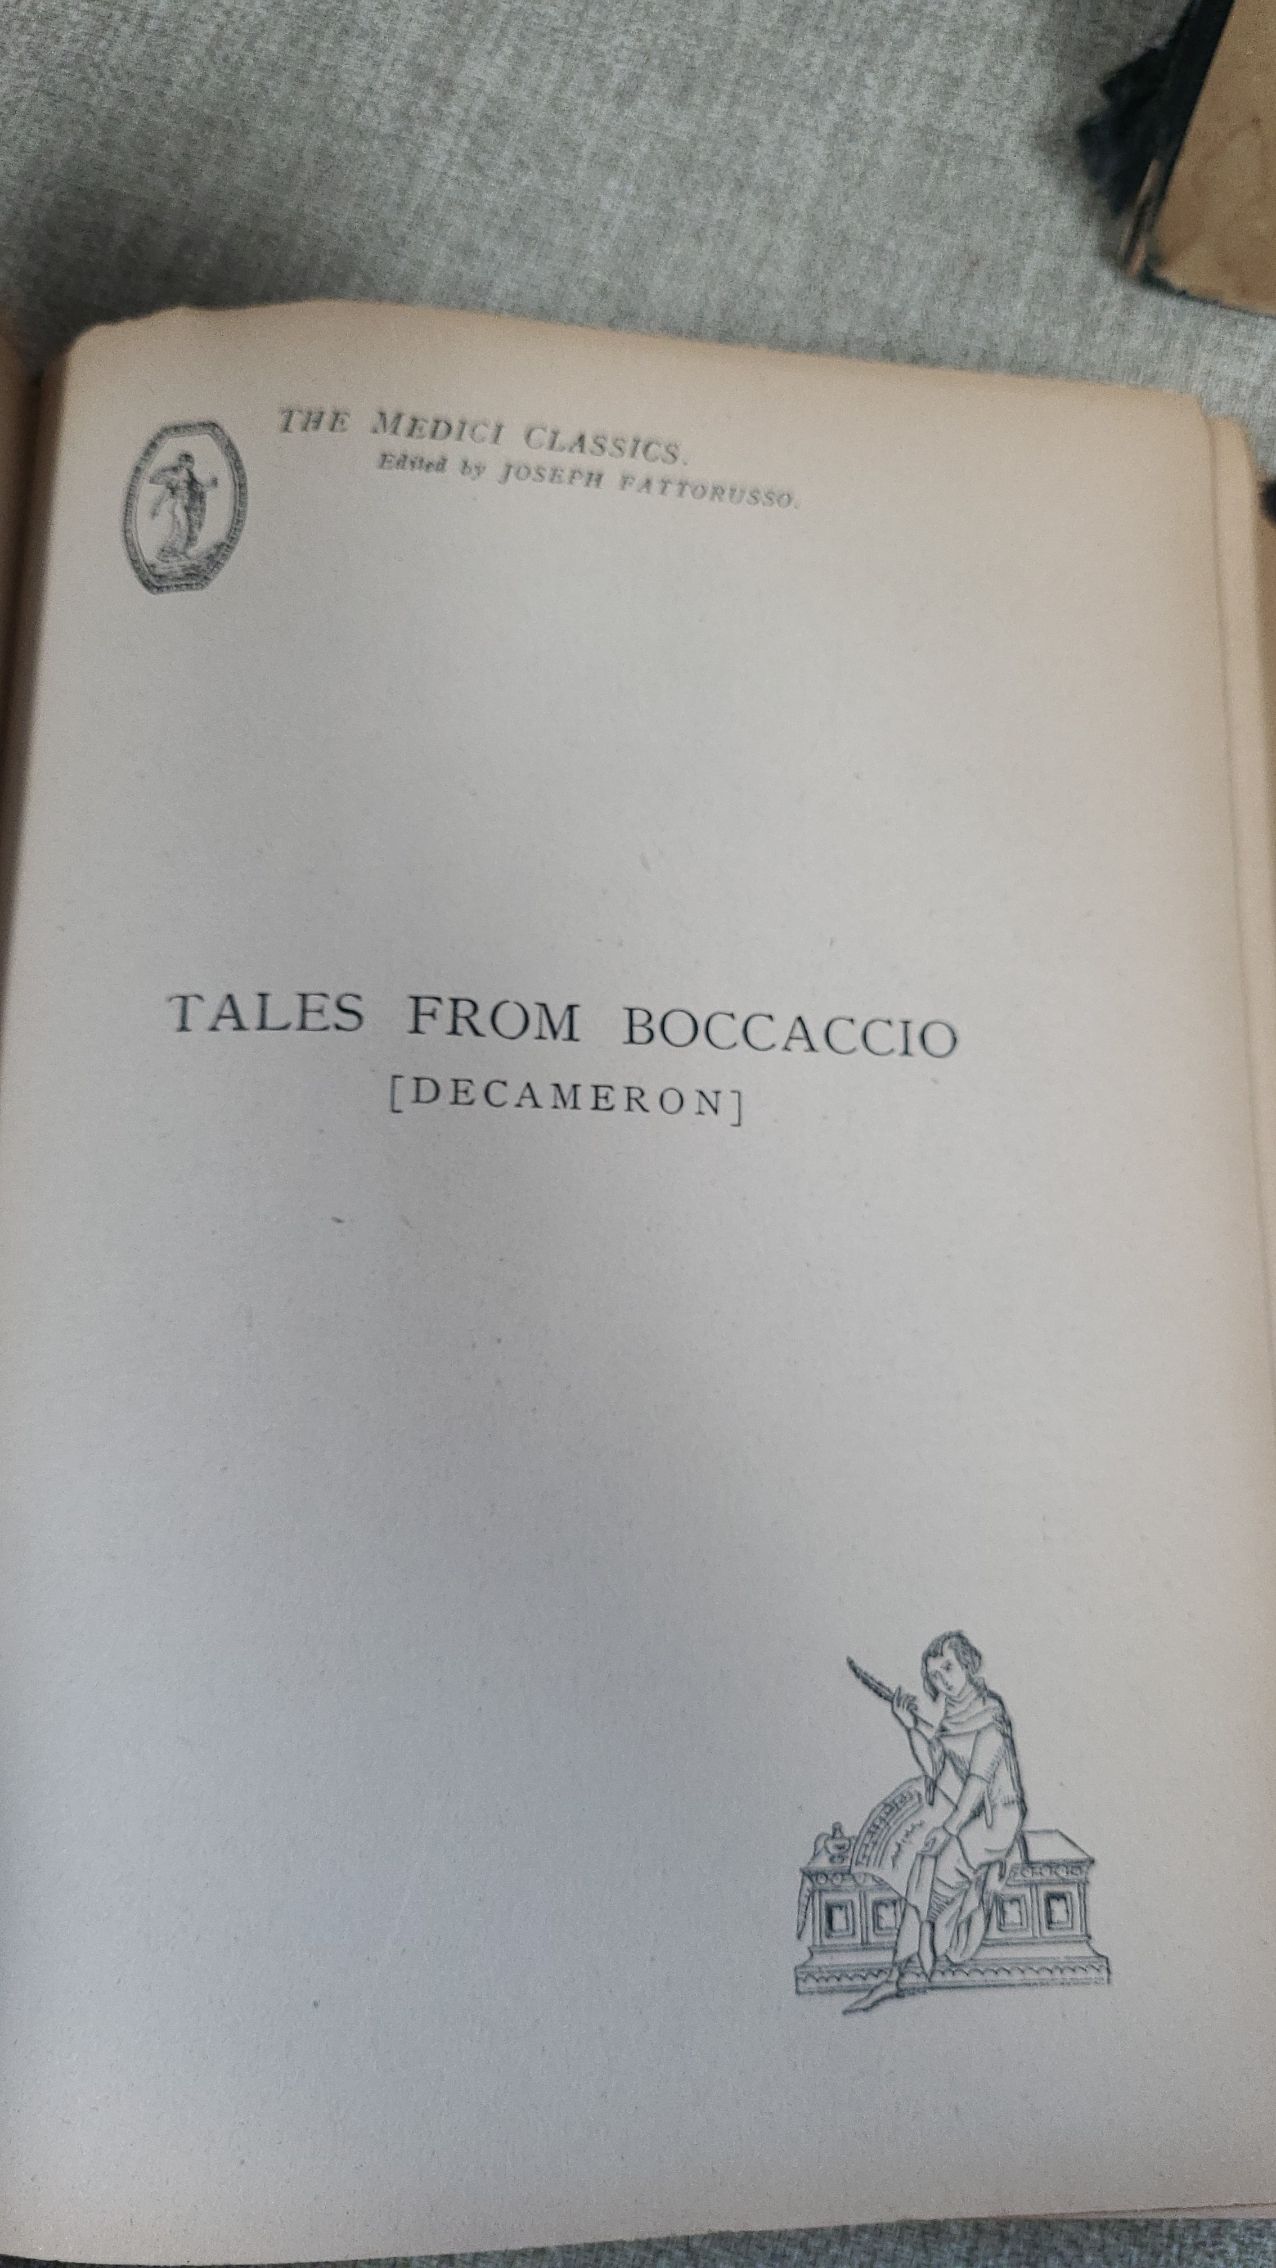 THE MEDICI CLASSICS.
Edited by JOSEPH FATTORUSSO.
TALES FROM BOCCACCIO
[DECAMERON]